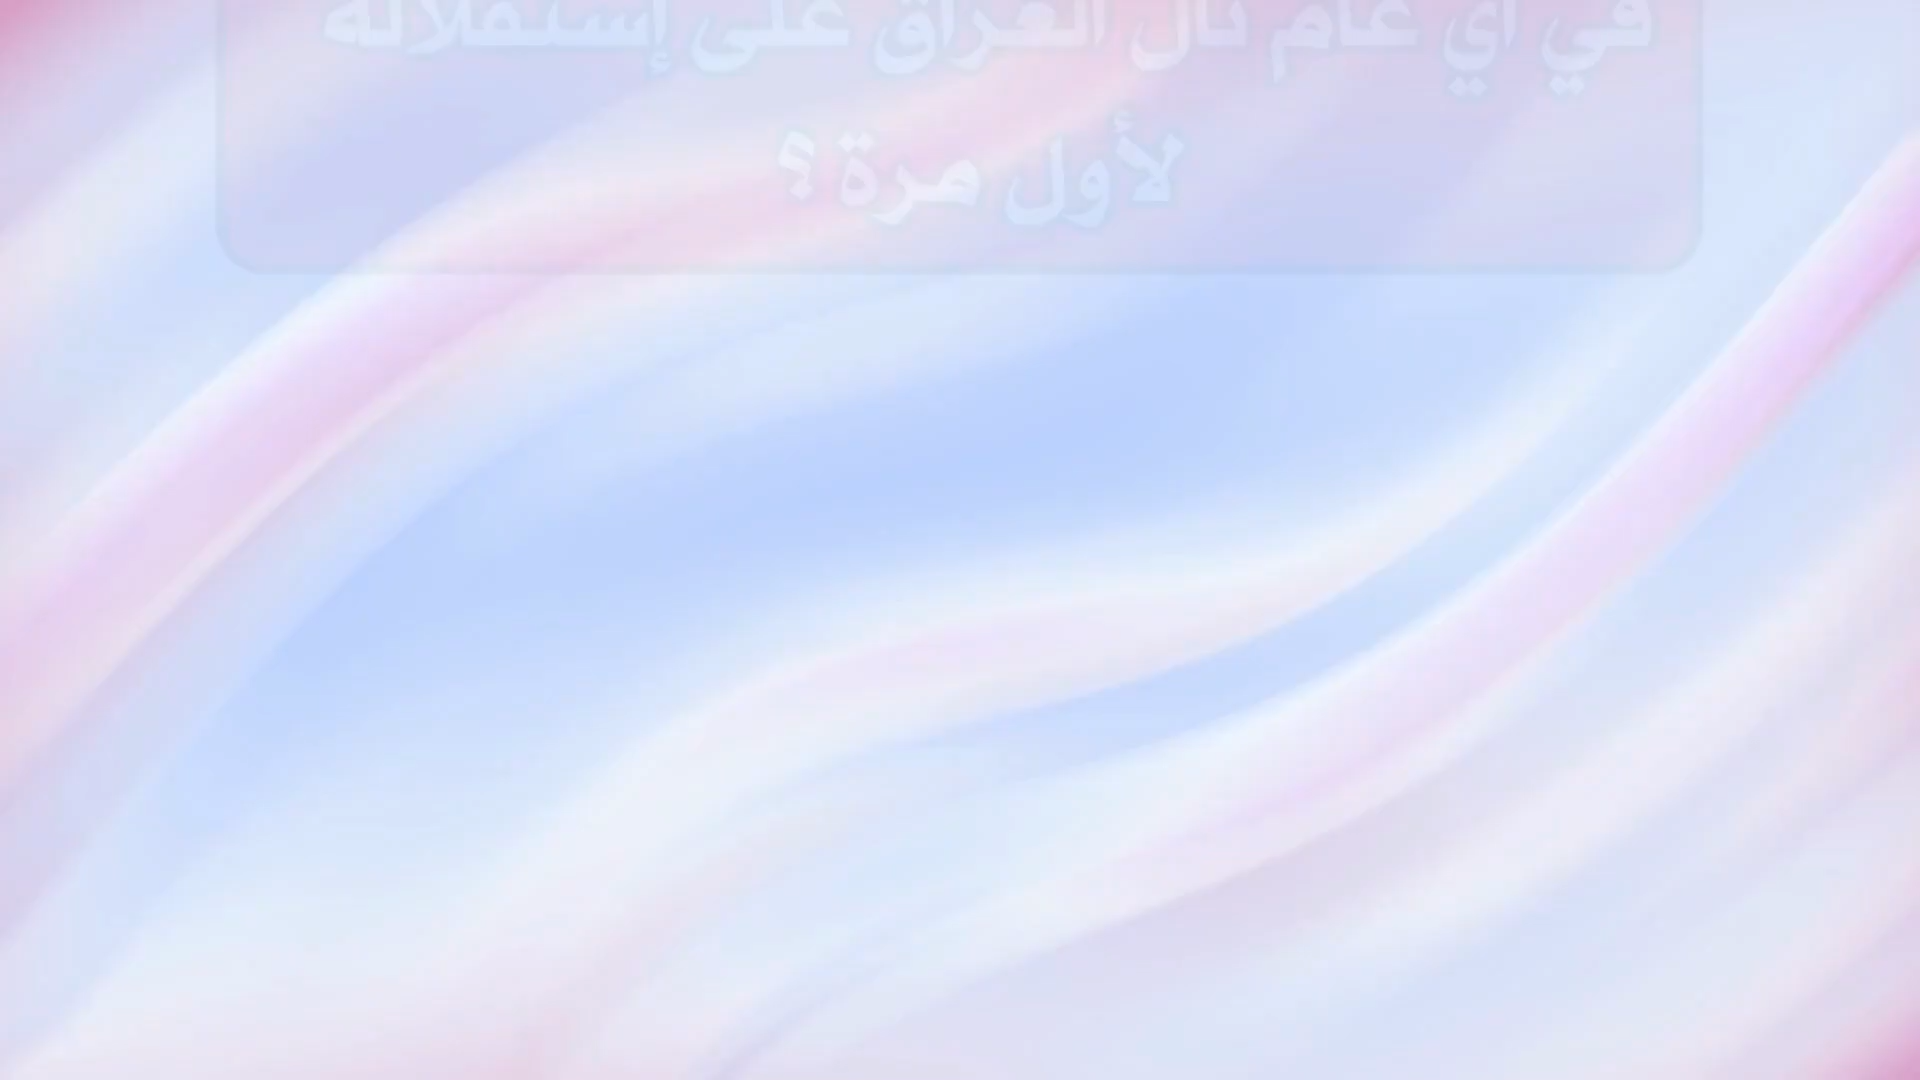 في أي عام نال العراق على إستقلاله
لأول مرة ؟